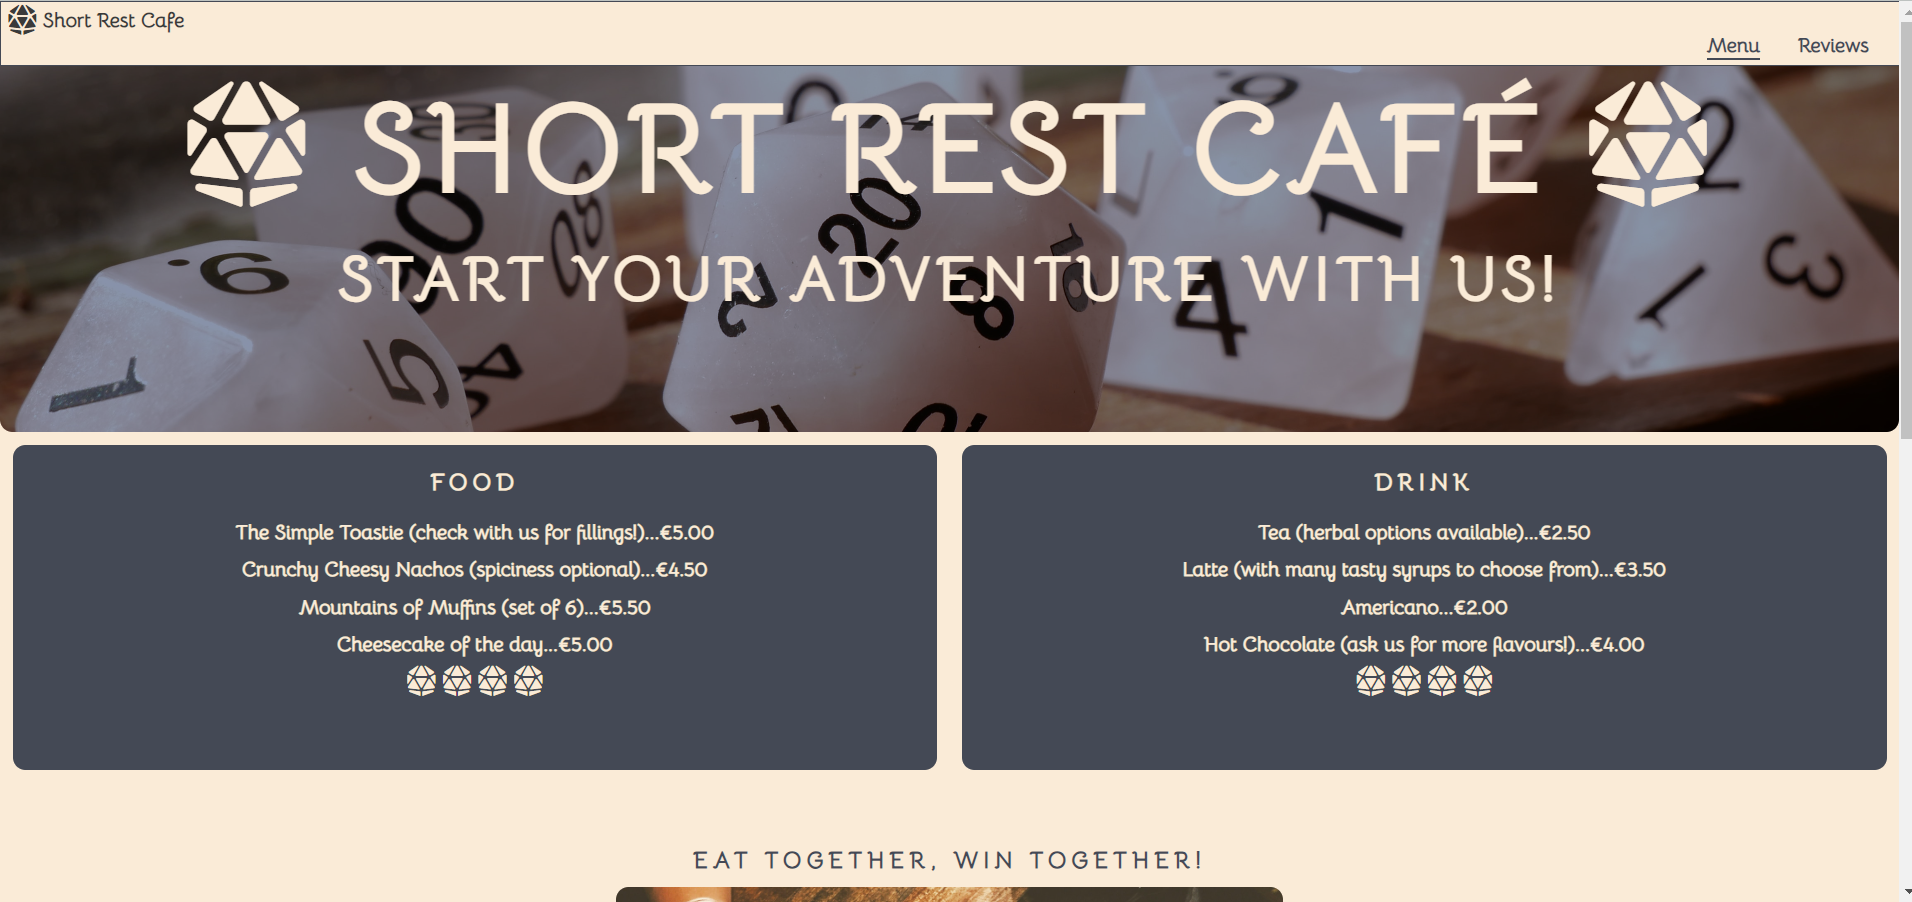 Short Rest Cafe
Menu Reviews
SHORT REST CAFÉ
START YOUR ADVENTURE WITH US!
FOOD
The Simple Toastie (check with us for fillings!)...€5.00
Crunchy Cheesy Nachos (spiciness optional)...€4.50
Mountains of Muffins (set of 6)...€5.50
Cheesecake of the day...€5.00
DRINK
Tea (herbal options available)...€2.50
Latte (with many tasty syrups to choose from)...€3.50
Americano...€2.00
Hot Chocolate (ask us for more flavours!)...€4.00
EAT TOGETHER, WIN TOGETHER!